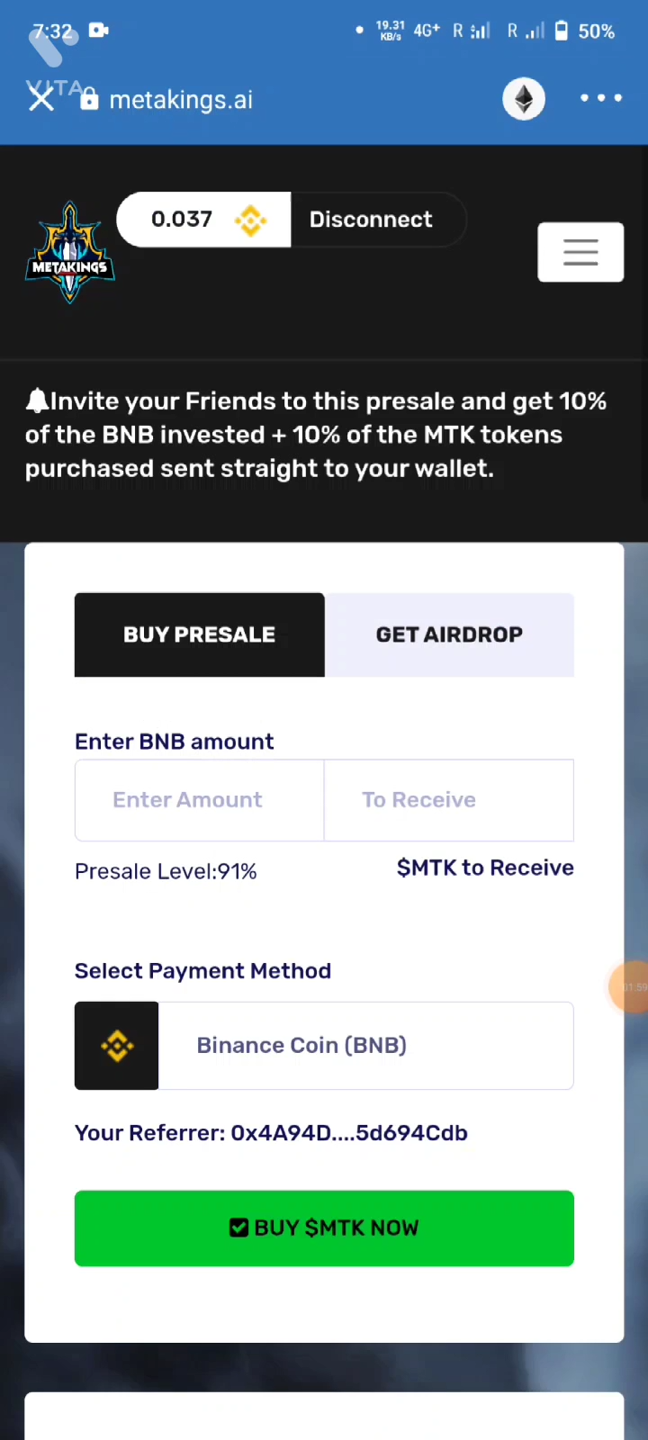 7:32 19.31 KB/s 4G+ R R 50%
VITA
metakings.ai
0.037 Disconnect
METAKINGS
Invite your Friends to this presale and get 10%
of the BNB invested + 10% of the MTK tokens
purchased sent straight to your wallet.
BUY PRESALE GET AIRDROP
Enter BNB amount
Enter Amount To Receive
Presale Level:91% $MTK to Receive
Select Payment Method
01:59
Binance Coin (BNB)
Your Referrer: 0x4A94D....5d694Cdb
BUY $MTK NOW